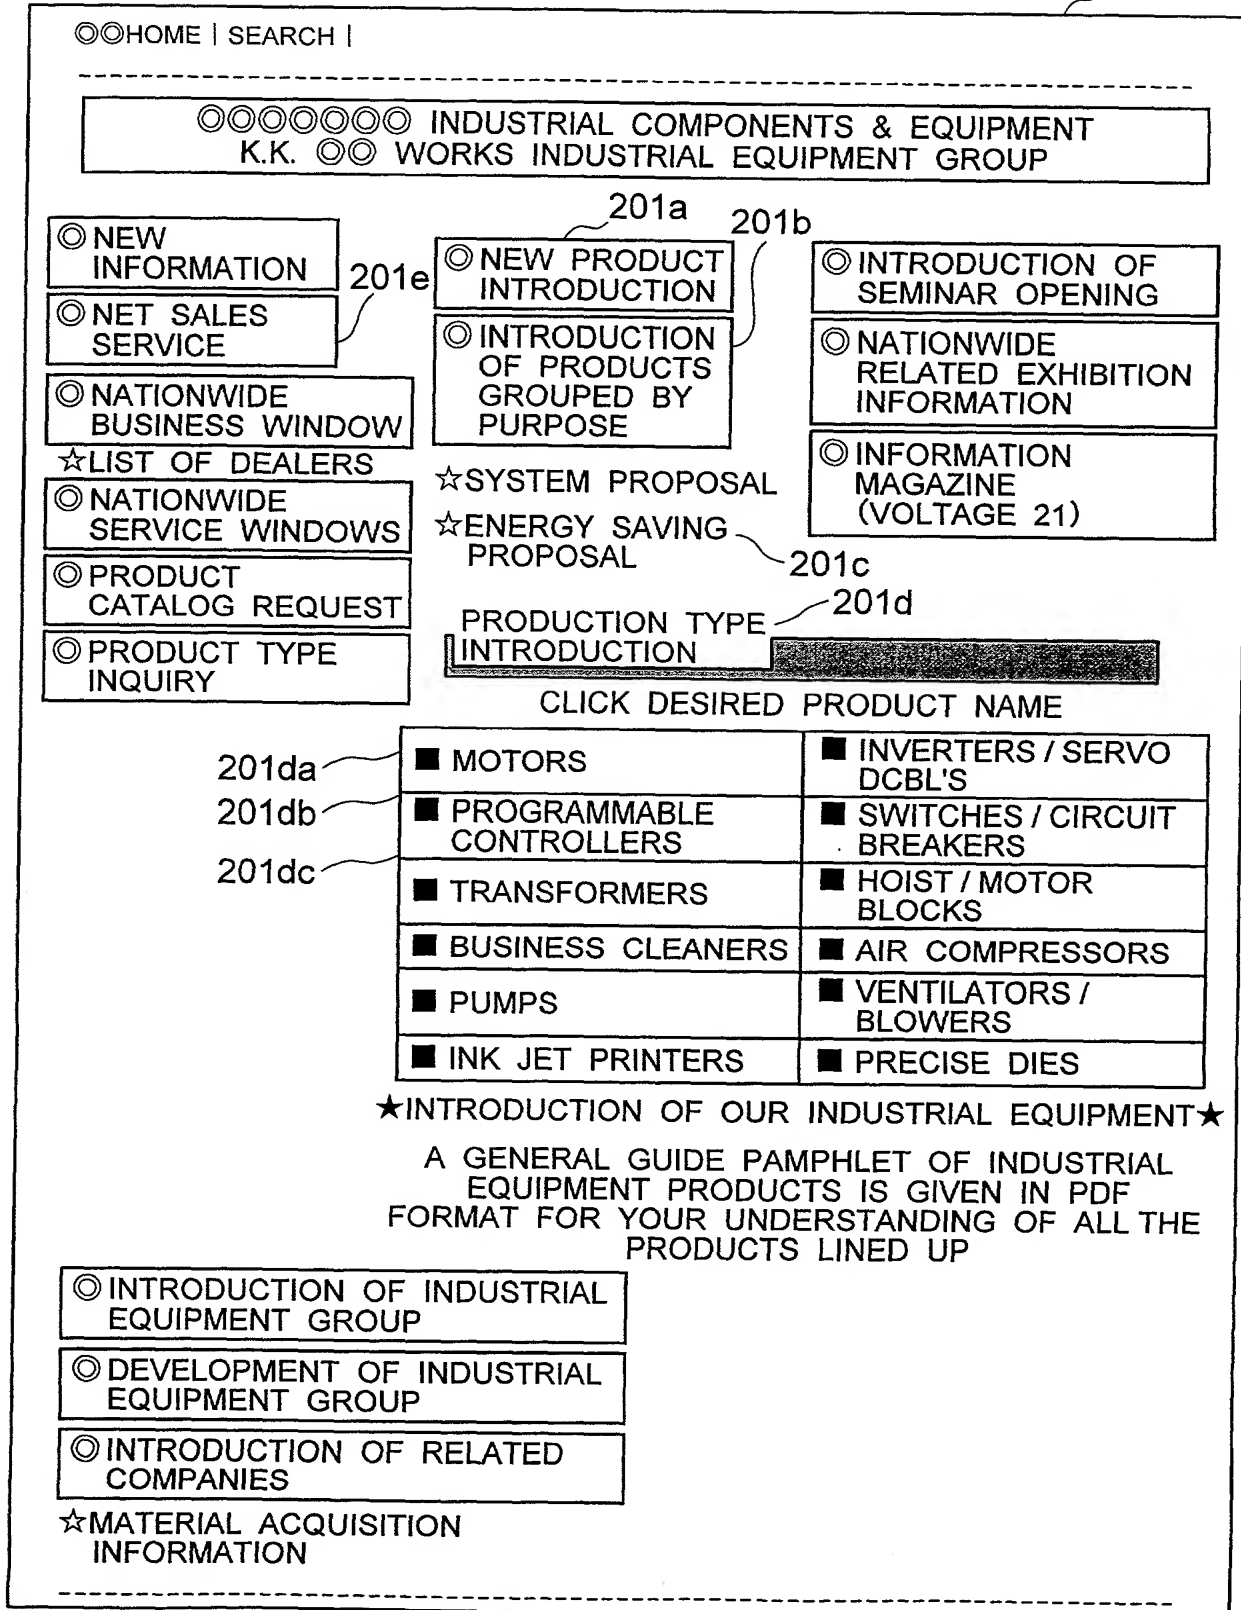 ◎◎HOME | SEARCH |
◎◎◎◎◎◎◎ INDUSTRIAL COMPONENTS & EQUIPMENT
K.K. ◎◎ WORKS INDUSTRIAL EQUIPMENT GROUP
◎ NEW
INFORMATION
201e
◎ NET SALES
SERVICE
◎ NATIONWIDE
BUSINESS WINDOW
☆LIST OF DEALERS
◎ NATIONWIDE
SERVICE WINDOWS
◎ PRODUCT
CATALOG REQUEST
◎ PRODUCT TYPE
INQUIRY
201a
201b
◎ NEW PRODUCT
INTRODUCTION
◎ INTRODUCTION
OF PRODUCTS
GROUPED BY
PURPOSE
☆SYSTEM PROPOSAL
☆ENERGY SAVING
PROPOSAL
201c
◎ INTRODUCTION OF
SEMINAR OPENING
◎ NATIONWIDE
RELATED EXHIBITION
INFORMATION
◎ INFORMATION
MAGAZINE
(VOLTAGE 21)
201d
PRODUCTION TYPE
INTRODUCTION
CLICK DESIRED PRODUCT NAME
201da
■ MOTORS
■ INVERTERS / SERVO
DCBL'S
201db
■ PROGRAMMABLE
CONTROLLERS
■ SWITCHES / CIRCUIT
BREAKERS
201dc
■ TRANSFORMERS
■ HOIST / MOTOR
BLOCKS
■ BUSINESS CLEANERS
■ AIR COMPRESSORS
■ PUMPS
■ VENTILATORS /
BLOWERS
■ INK JET PRINTERS
■ PRECISE DIES
★INTRODUCTION OF OUR INDUSTRIAL EQUIPMENT★
A GENERAL GUIDE PAMPHLET OF INDUSTRIAL
EQUIPMENT PRODUCTS IS GIVEN IN PDF
FORMAT FOR YOUR UNDERSTANDING OF ALL THE
PRODUCTS LINED UP
◎ INTRODUCTION OF INDUSTRIAL
EQUIPMENT GROUP
◎ DEVELOPMENT OF INDUSTRIAL
EQUIPMENT GROUP
◎ INTRODUCTION OF RELATED
COMPANIES
☆MATERIAL ACQUISITION
INFORMATION